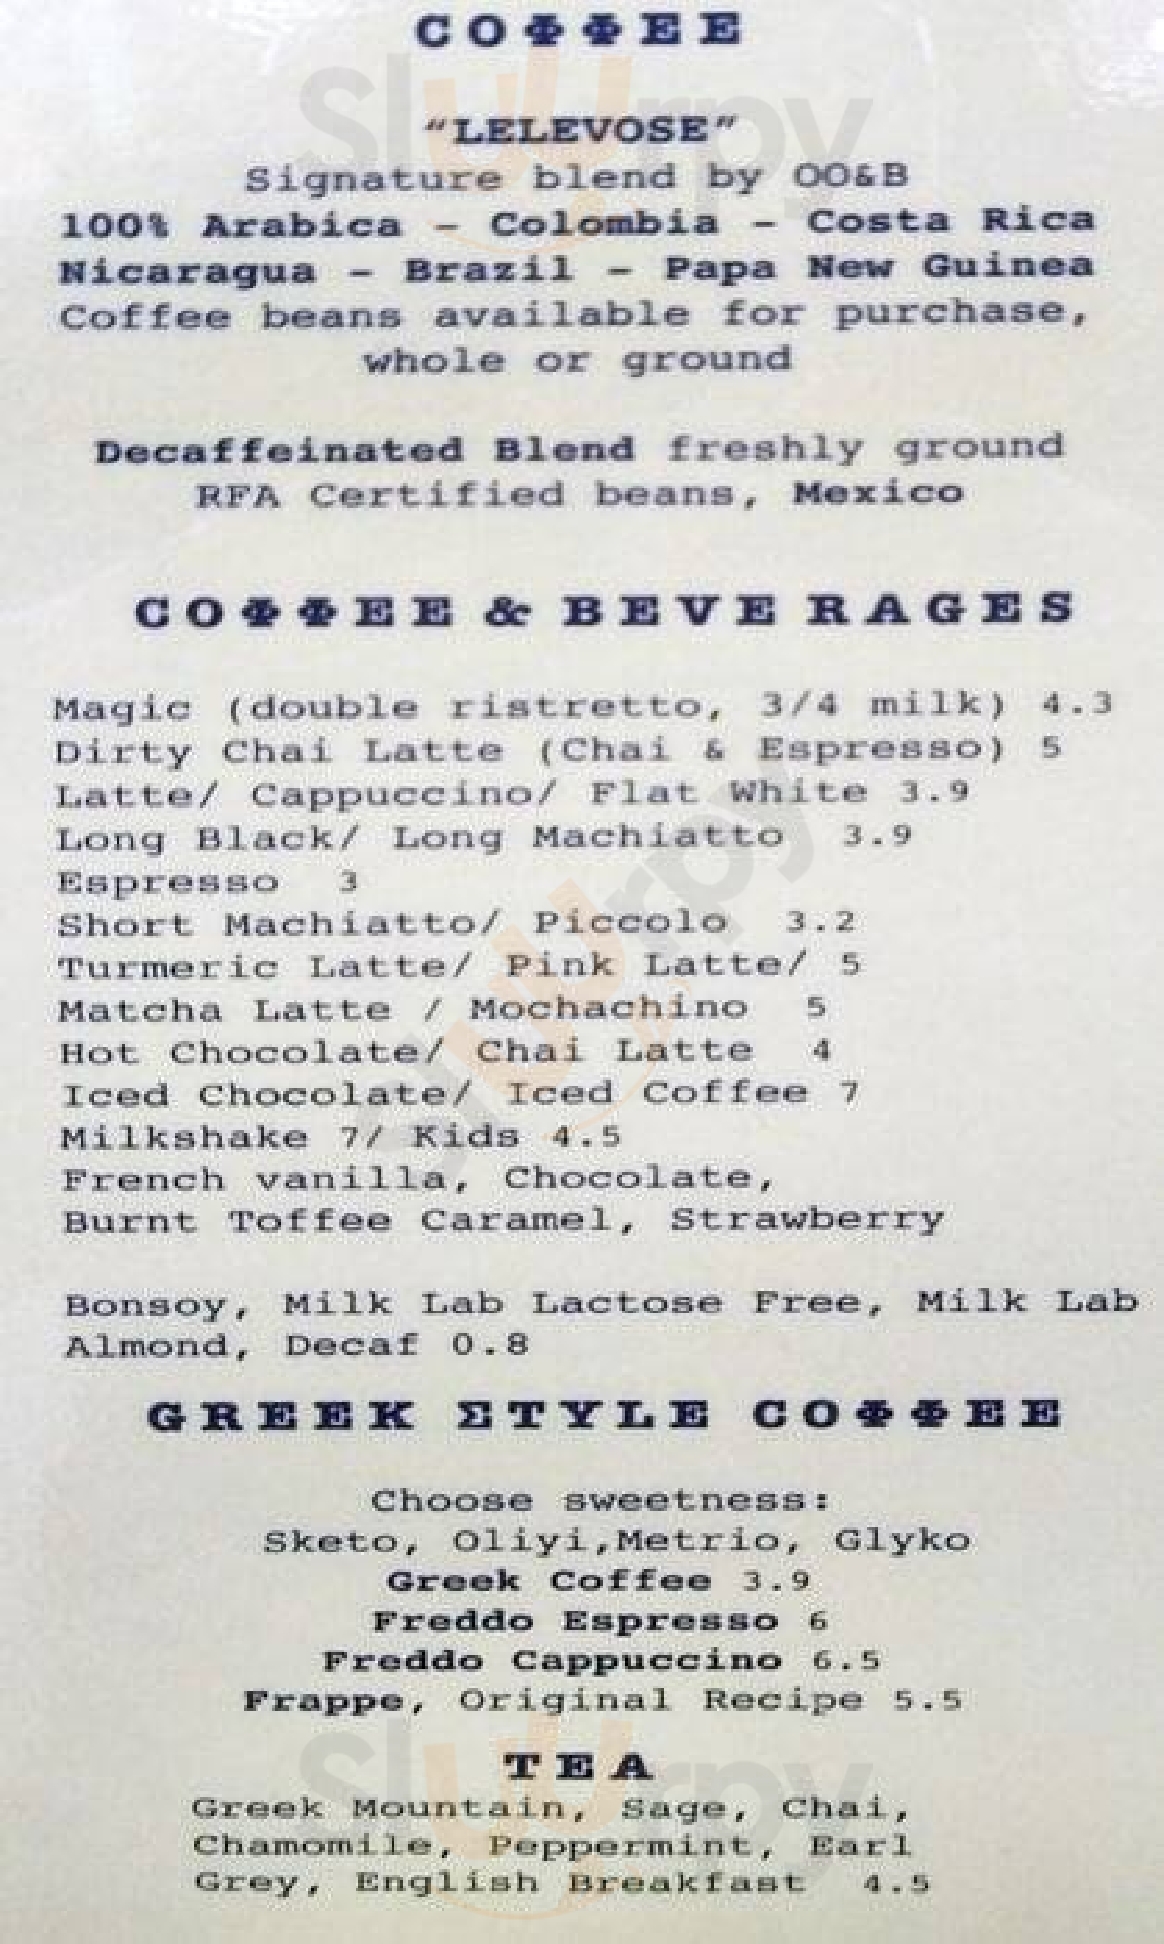 COΦΦEE
"LELEVOSE"
Signature blend by OO&B
100% Arabica - Colombia - Costa Rica
Nicaragua - Brazil - Papa New Guinea
Coffee beans available for purchase,
whole or ground
Decaffeinated Blend freshly ground
RFA Certified beans, Mexico
COΦΦEE & BEVERAGES
Magic (double ristretto, 3/4 milk) 4.3
Dirty Chai Latte (Chai & Espresso) 5
Latte/ Cappuccino/ Flat White 3.9
Long Black/ Long Machiatto 3.9
Espresso 3
Short Machiatto/ Piccolo 3.2
Turmeric Latte/ Pink Latte/ 5
Matcha Latte / Mochachino 5
Hot Chocolate/ Chai Latte 4
Iced Chocolate/ Iced Coffee 7
Milkshake 7/ Kids 4.5
French vanilla, Chocolate,
Burnt Toffee Caramel, Strawberry
Bonsoy, Milk Lab Lactose Free, Milk Lab
Almond, Decaf 0.8
GREEK ΣTYLE COΦΦEE
Choose sweetness:
Sketo, Oliyi,Metrio, Glyko
Greek Coffee 3.9
Freddo Espresso 6
Freddo Cappuccino 6.5
Frappe, Original Recipe 5.5
TEA
Greek Mountain, Sage, Chai,
Chamomile, Peppermint, Earl
Grey, English Breakfast 4.5
Slurrpy
Slurrpy
Slurrpy